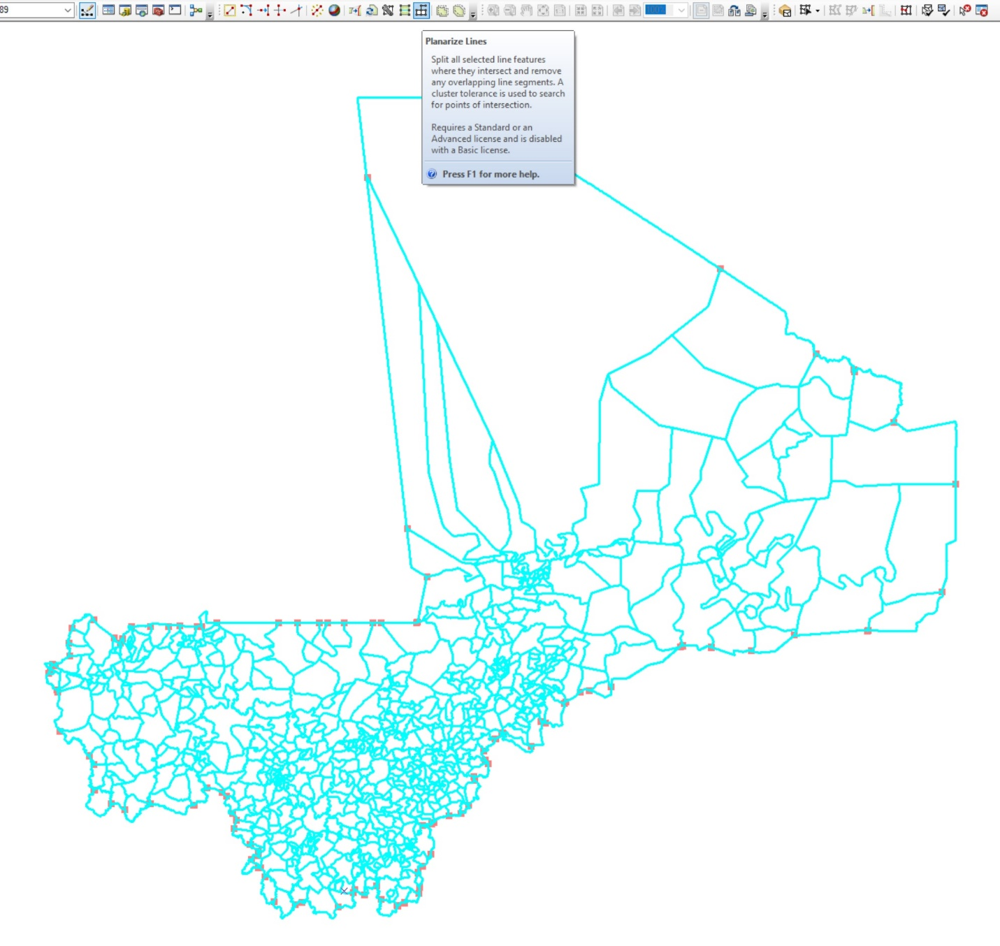 89
100%
Planarize Lines
Split all selected line features
where they intersect and remove
any overlapping line segments. A
cluster tolerance is used to search
for points of intersection.
Requires a Standard or an
Advanced license and is disabled
with a Basic license.
Press F1 for more help.